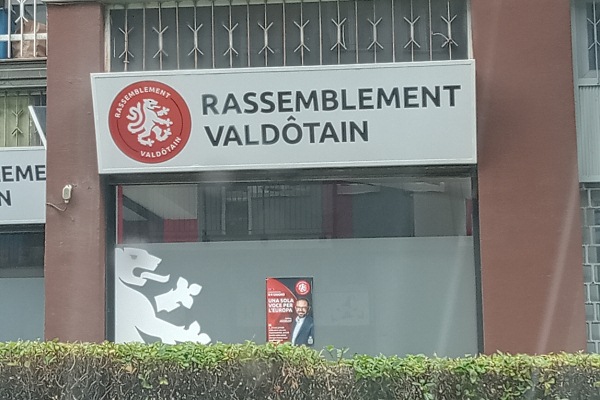 RASSEMBLEMENT
VALDÔTAIN
RASSEMBLEMENT
VALDÔTAIN
EME
N
UNA SOLA
VOCE PER
L'EUROPA